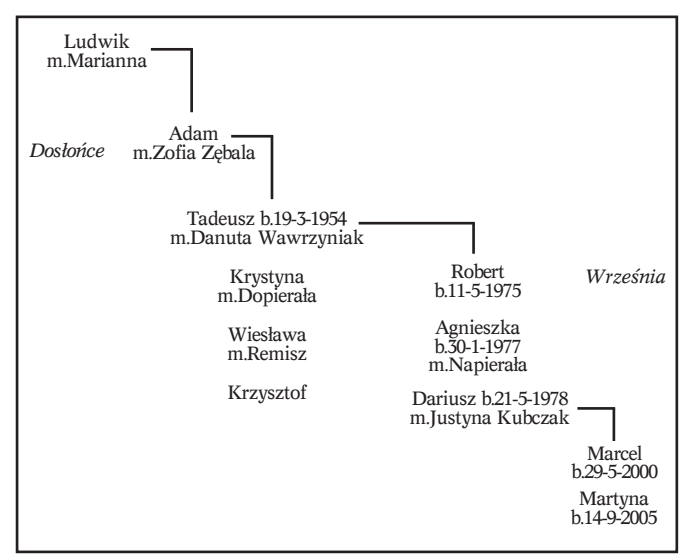 Ludwik
m.Marianna
Adam
Dosłońce
m.Zofia Zębala
Tadeusz b.19-3-1954
m.Danuta Wawrzyniak
Krystyna
m.Dopierała
Robert
b.11-5-1975
Września
Wiesława
m.Remisz
Agnieszka
b.30-1-1977
m.Napierała
Krzysztof
Dariusz b.21-5-1978
m.Justyna Kubczak
Marcel
b.29-5-2000
Martyna
b.14-9-2005